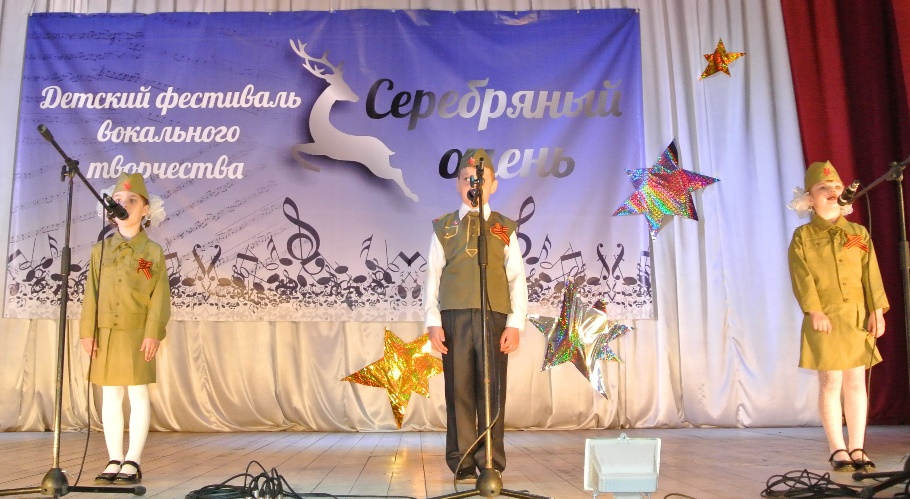 Детский фестиваль
вокального
творчества
Серебряный
олень